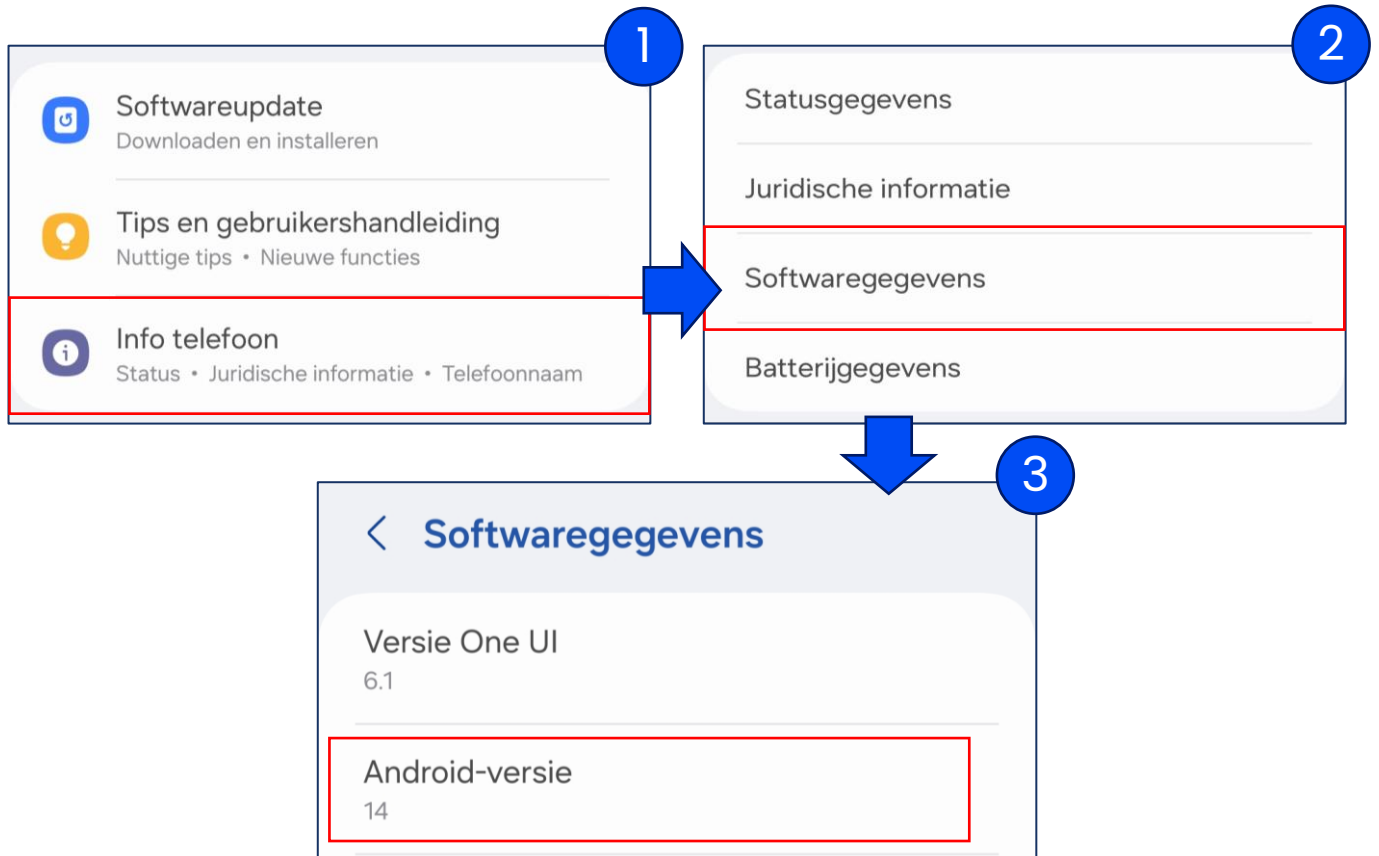 1
Softwareupdate
Downloaden en installeren
Tips en gebruikershandleiding
Nuttige tips • Nieuwe functies
Info telefoon
Status • Juridische informatie • Telefoonnaam
2
Statusgegevens
Juridische informatie
Softwaregegevens
Batterijgegevens
3
< Softwaregegevens
Versie One UI
6.1
Android-versie
14